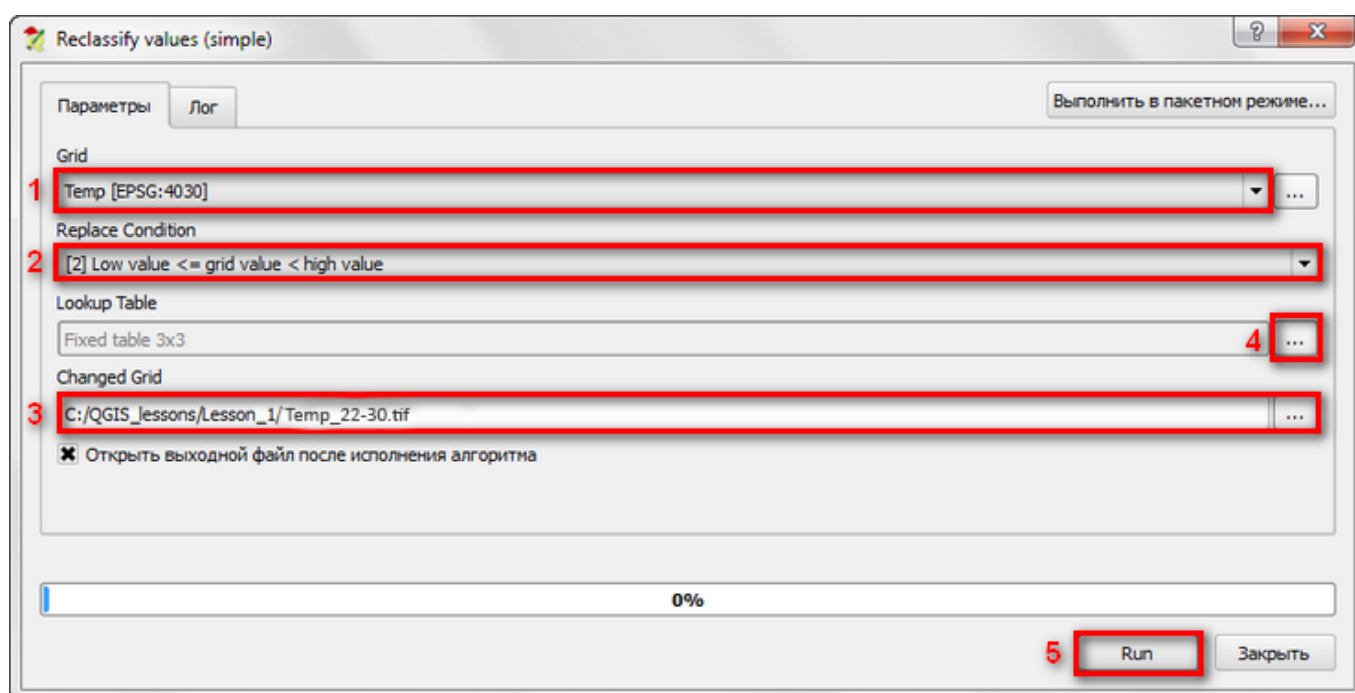 Reclassify values (simple)
Параметры Лог Выполнить в пакетном режиме...
Grid
1 Temp [EPSG:4030] ...
Replace Condition
2 [2] Low value <= grid value < high value
Lookup Table
Fixed table 3x3 4 ...
Changed Grid
3 C:/QGIS_lessons/Lesson_1/Temp_22-30.tif ...
Открыть выходной файл после исполнения алгоритма
0%
5 Run Закрыть